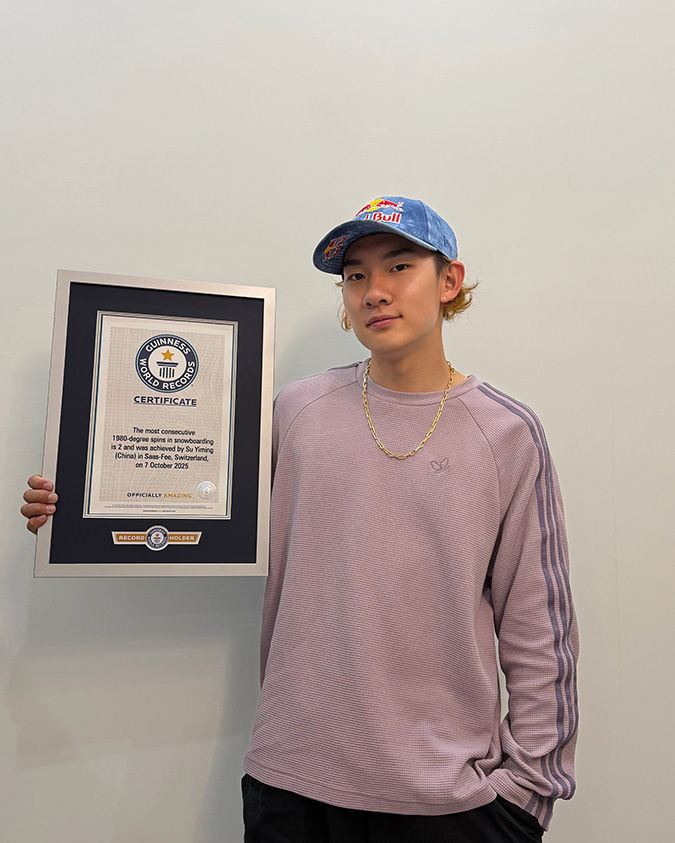 Red Bull
GUINNESS
WORLD RECORDS
CERTIFICATE
The most consecutive
1980-degree spins in snowboarding
is 2 and was achieved by Su Yiming
(China) in Saas-Fee, Switzerland,
on 7 October 2025
OFFICIALLY AMAZING
RECORD HOLDER